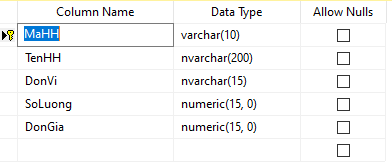 Column Name Data Type Allow Nulls
MaHH varchar(10)
TenHH nvarchar(200)
DonVi nvarchar(15)
SoLuong numeric(15, 0)
DonGia numeric(15, 0)